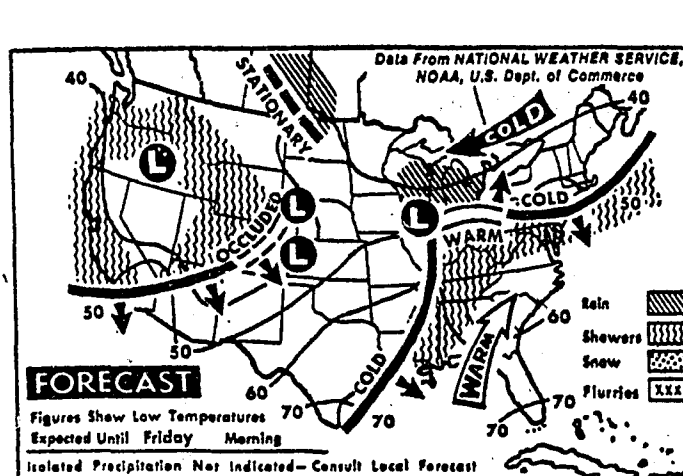 Data From NATIONAL WEATHER SERVICE,
NOAA, U.S. Dept. of Commerce
40
STATIONARY
COLD
40
L
OCCLUDED
L
L
COLD
50
L
WARM
50
50
60
WARM
COLD
60
70
70
70
70
Rain
Showers
Snow
Flurries
XXX
FORECAST
Figures Show Low Temperatures
Expected Until Friday Morning
Isolated Precipitation Not Indicated – Consult Local Forecast